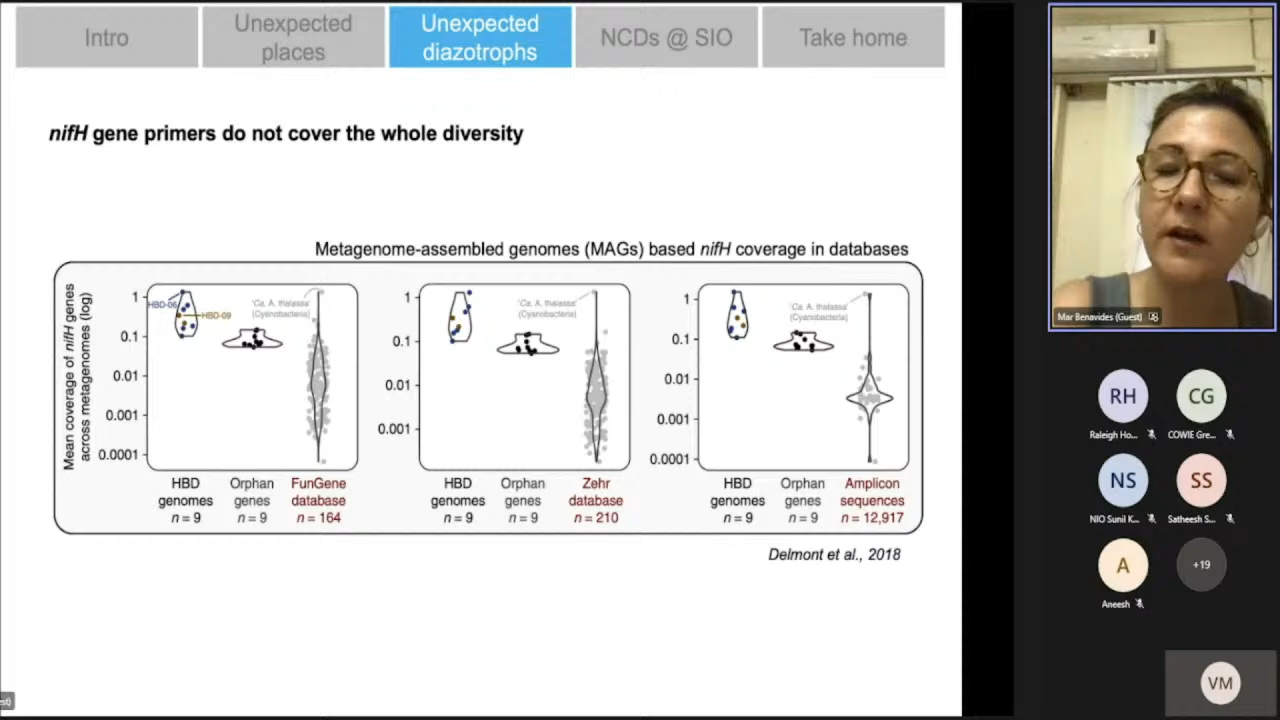 Intro
Unexpected
places
Unexpected
diazotrophs
NCDs @ SIO
Take home
nifH gene primers do not cover the whole diversity
Metagenome-assembled genomes (MAGs) based nifH coverage in databases
Mean coverage of nifH genes
across metagenomes (log)
1
0.1
0.01
0.001
0.0001
HBD-06
HBD-09
'Ca. A. thalassa'
(Cyanobacteria)
HBD
genomes
n = 9
Orphan
genes
n = 9
FunGene
database
n = 164
1
0.1
0.01
0.001
'Ca. A. thalassa'
(Cyanobacteria)
HBD
genomes
n = 9
Orphan
genes
n = 9
Zehr
database
n = 210
1
0.1
0.01
0.001
0.0001
'Ca. A. thalassa'
(Cyanobacteria)
HBD
genomes
n = 9
Orphan
genes
n = 9
Amplicon
sequences
n = 12,917
Delmont et al., 2018
Mar Benavides (Guest)
RH
Raleigh Ho...
CG
COWIE Gre...
NS
NIO Sunil K...
SS
Satheesh S...
A
Aneesh
+19
VM